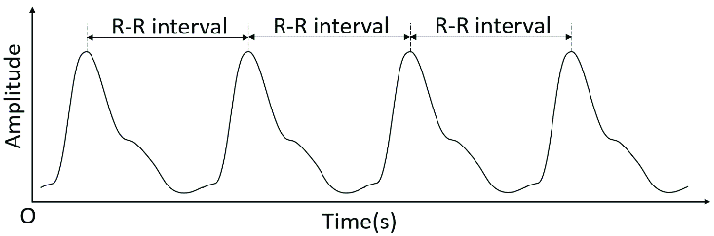 R-R interval
R-R interval
R-R interval
Amplitude
O
Time(s)